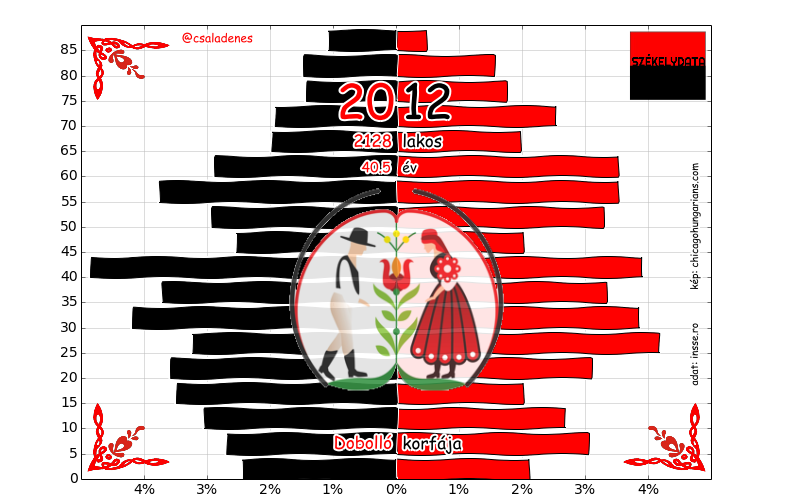 @csaladenes
SZÉKELYDATA
2012
2128 lakos
40.5 év
kép: chicagohungarians.com
adat: insse.ro
Dobolló korfája
85
80
75
70
65
60
55
50
45
40
35
30
25
20
15
10
5
0
4% 3% 2% 1% 0% 1% 2% 3% 4%